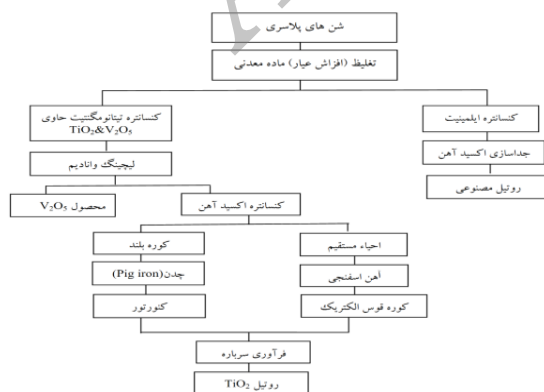 شن های پلاسری
تغلیظ (افزاش عیار) ماده معدنی
کنسانتره تیتانومگنتیت حاوی
TiO₂&V₂O₅
کنسانتره ایلمینیت
لیچینگ وانادیم
جداسازی اکسید آهن
محصول V₂O₅
کنسانتره اکسید آهن
روتیل مصنوعی
کوره بلند
احیاء مستقیم
چدن(Pig iron)
آهن اسفنجی
کنورتور
کوره قوس الکتریک
فرآوری سرباره
روتیل TiO₂